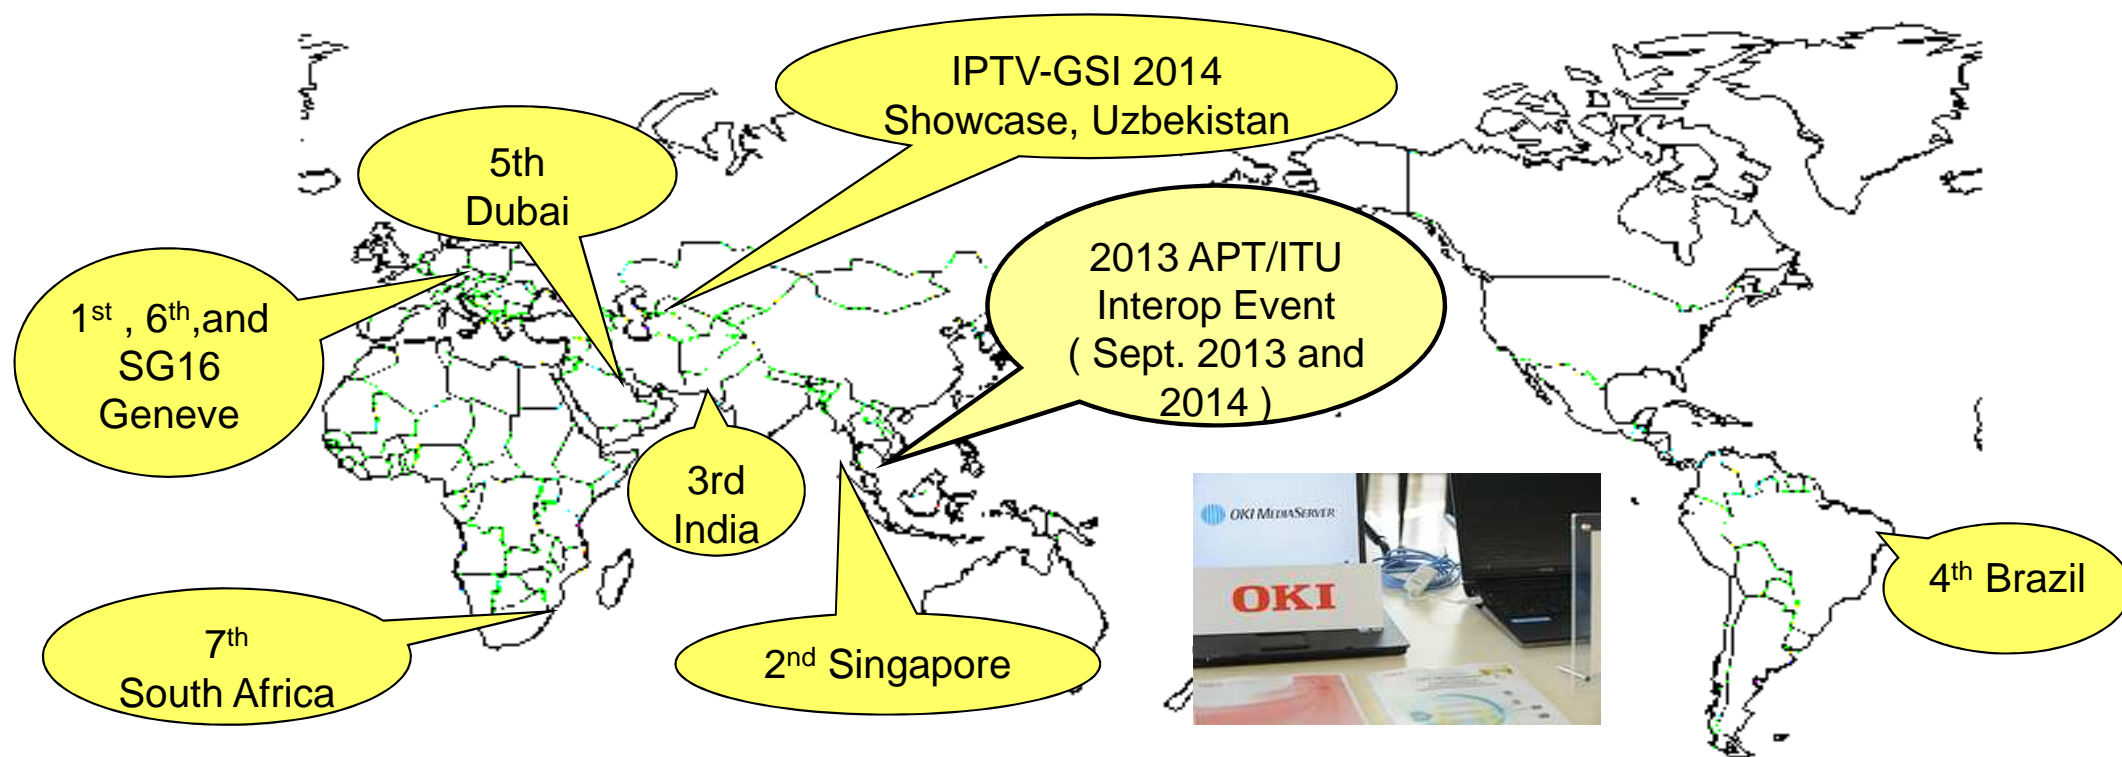 IPTV-GSI 2014
Showcase, Uzbekistan
5th
Dubai
2013 APT/ITU
Interop Event
( Sept. 2013 and
2014 )
1st , 6th,and
SG16
Geneve
3rd
India
OKI MEDIASERVER
OKI
4th Brazil
7th
South Africa
2nd Singapore